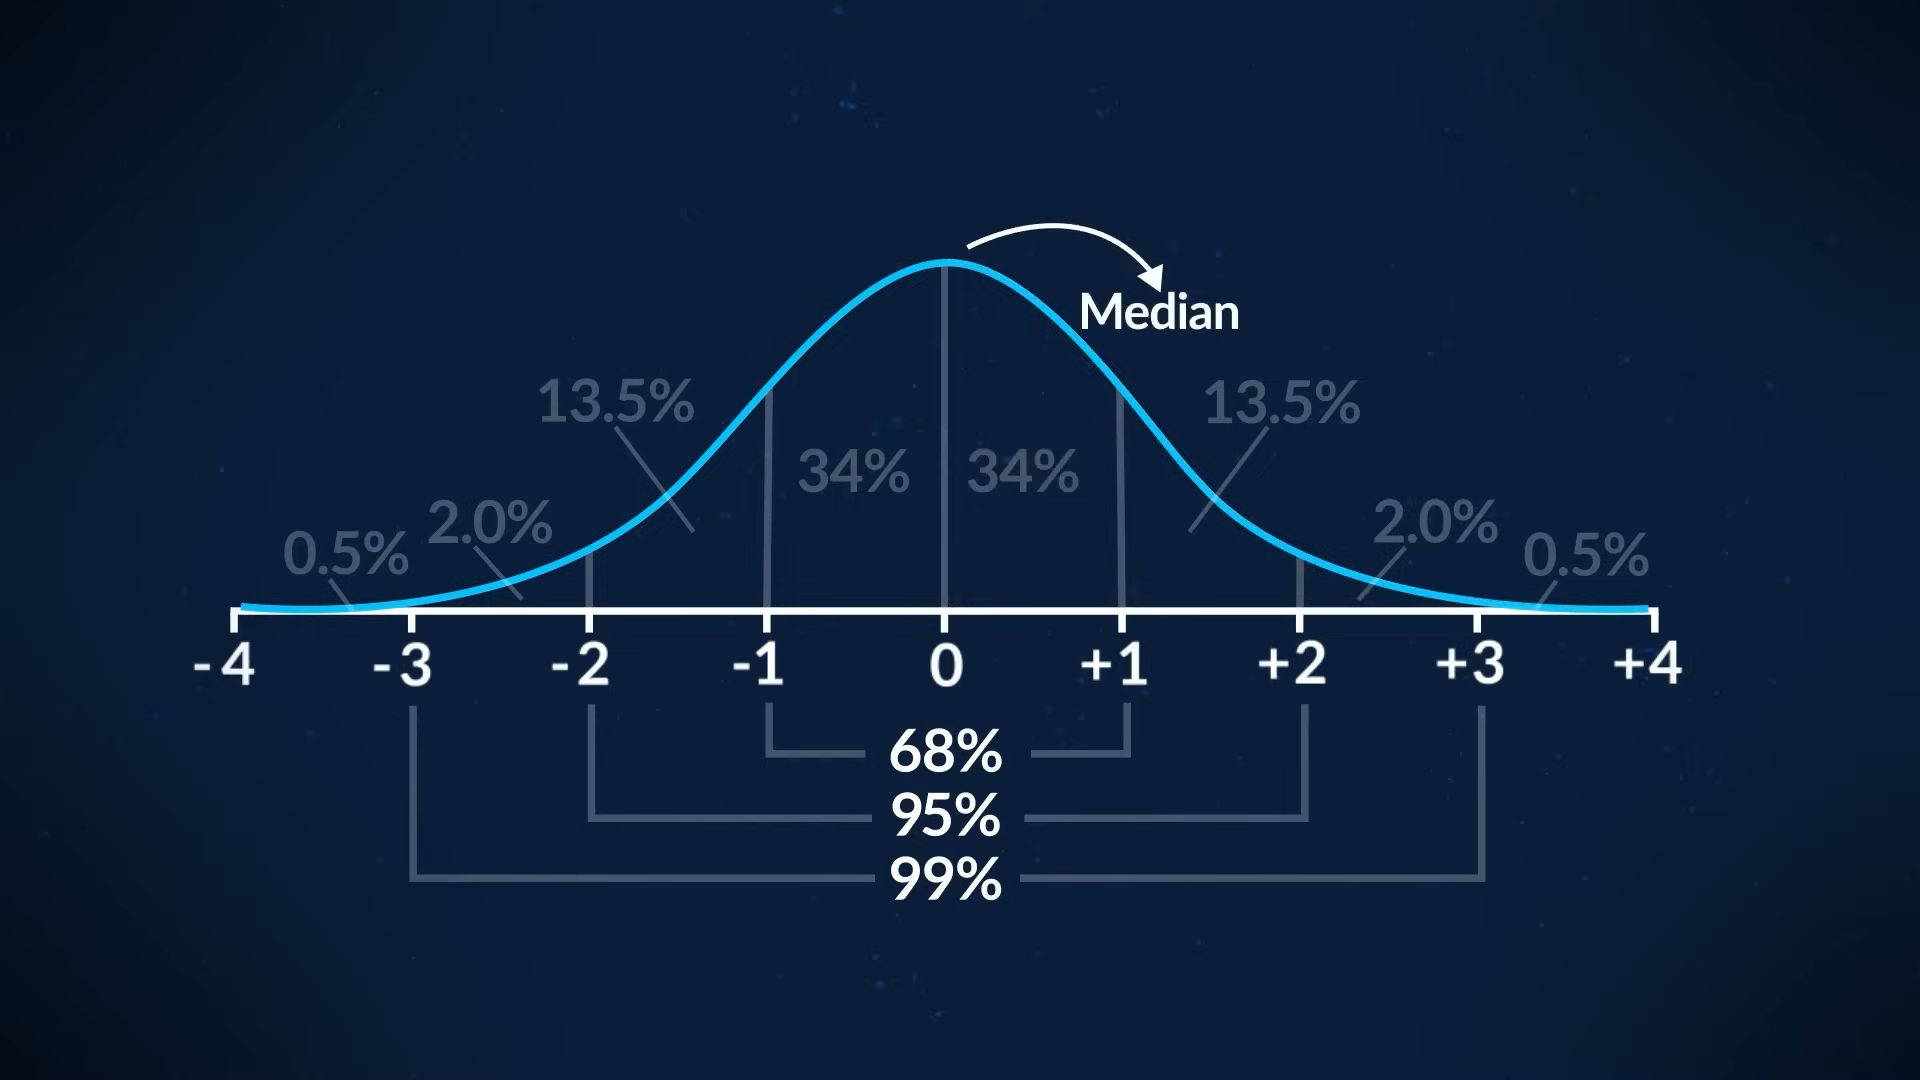 Median
13.5% 13.5%
34% 34%
0.5% 2.0% 2.0% 0.5%
-4 -3 -2 -1 0 +1 +2 +3 +4
68%
95%
99%